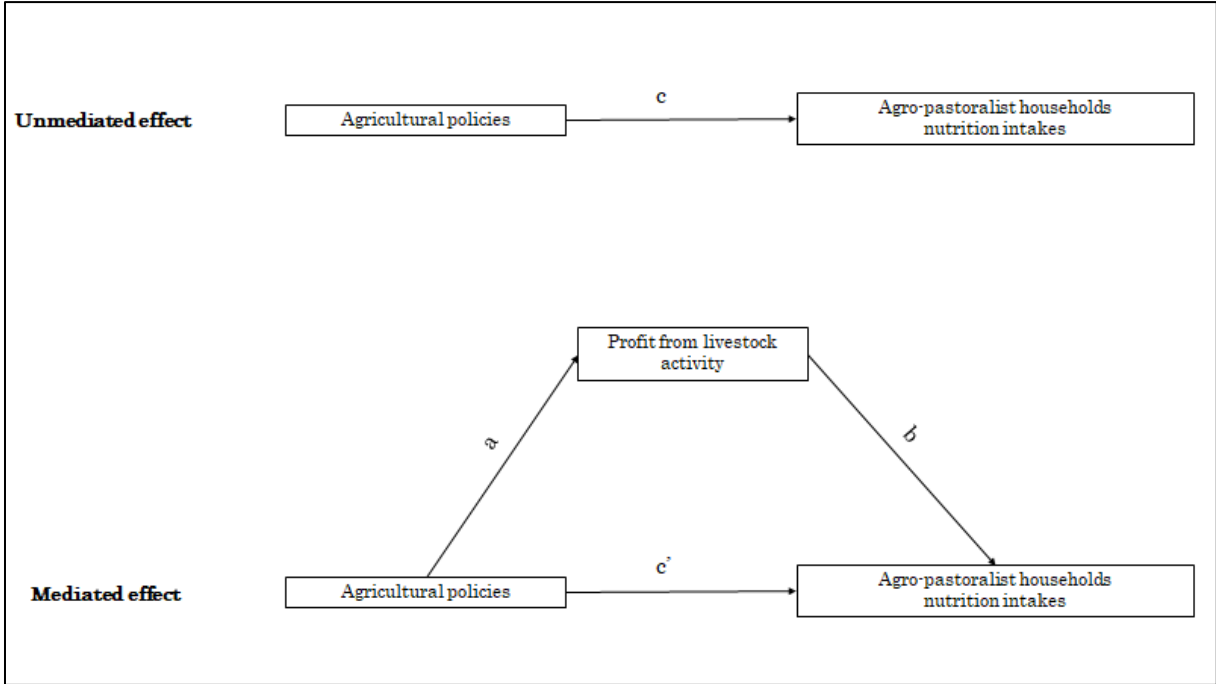 c
Unmediated effect
Agricultural policies
Agro-pastoralist households
nutrition intakes
Profit from livestock
activity
a
b
c’
Mediated effect
Agricultural policies
Agro-pastoralist households
nutrition intakes